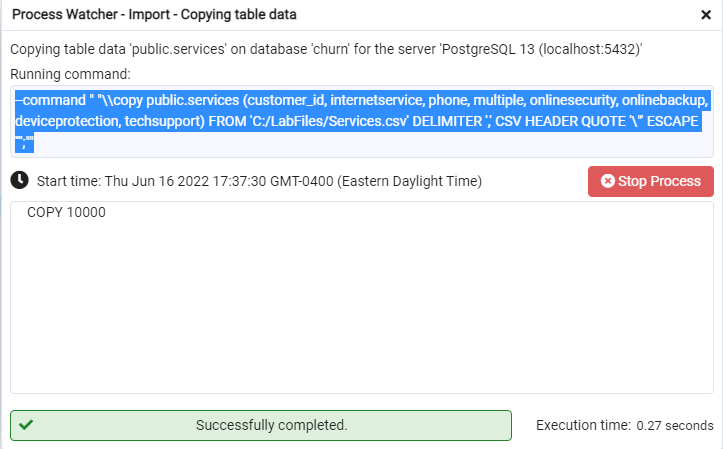 Process Watcher - Import - Copying table data
Copying table data 'public.services' on database 'churn' for the server 'PostgreSQL 13 (localhost:5432)'
Running command:
--command " "\\copy public.services (customer_id, internetservice, phone, multiple, onlinesecurity, onlinebackup,
deviceprotection, techsupport) FROM 'C:/LabFiles/Services.csv' DELIMITER ',' CSV HEADER QUOTE '\"' ESCAPE
'''';""
Start time: Thu Jun 16 2022 17:37:30 GMT-0400 (Eastern Daylight Time)
Stop Process
COPY 10000
Successfully completed.
Execution time: 0.27 seconds